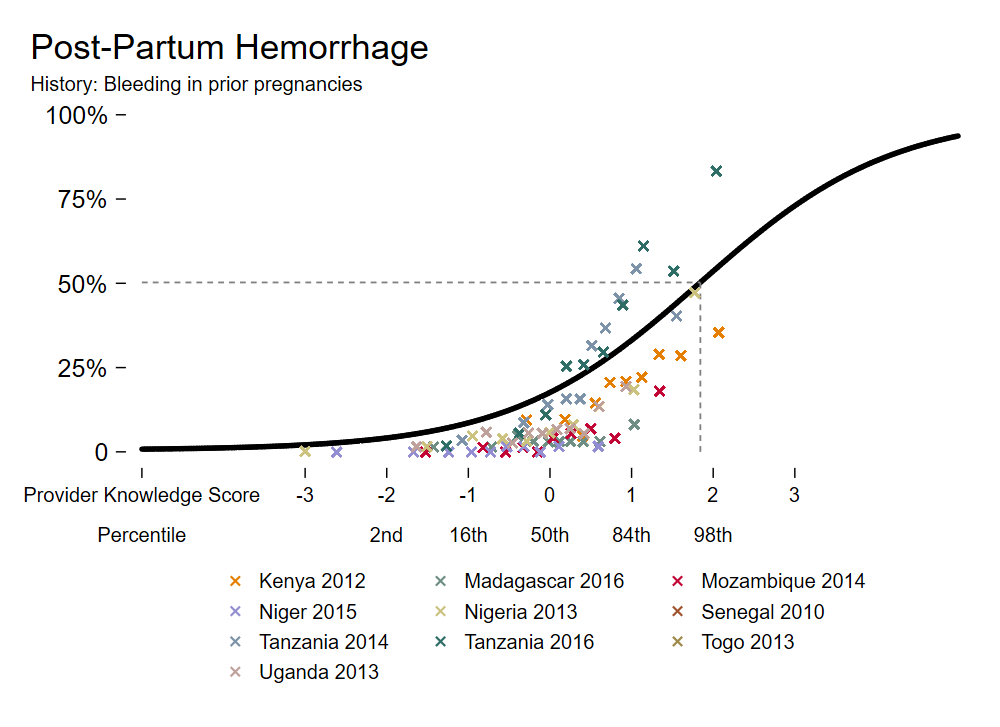 Post-Partum Hemorrhage
History: Bleeding in prior pregnancies
100%
75%
50%
25%
0
Provider Knowledge Score -3 -2 -1 0 1 2 3
Percentile 2nd 16th 50th 84th 98th
Kenya 2012 Madagascar 2016 Mozambique 2014
Niger 2015 Nigeria 2013 Senegal 2010
Tanzania 2014 Tanzania 2016 Togo 2013
Uganda 2013